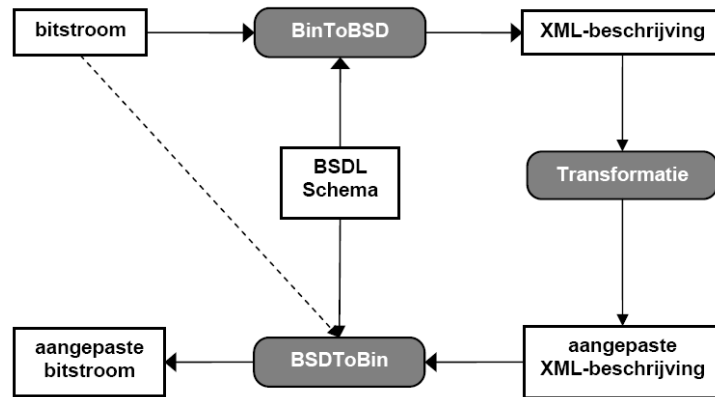 bitstroom
BinToBSD
XML-beschrijving
BSDL
Schema
Transformatie
aangepaste
bitstroom
BSDToBin
aangepaste
XML-beschrijving